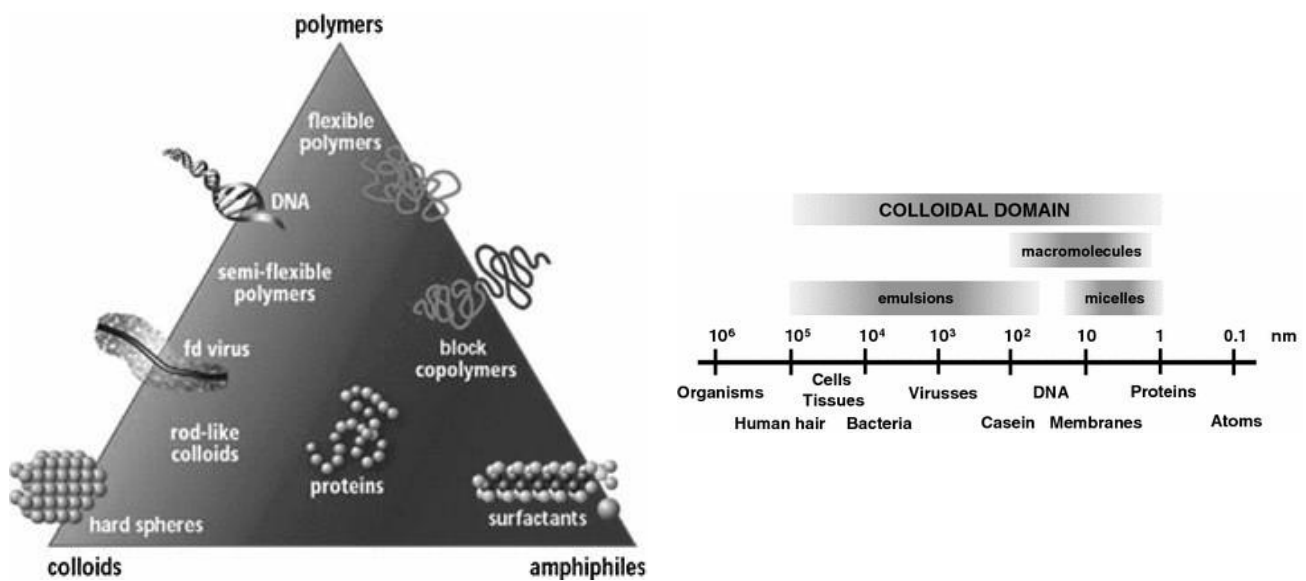 polymers
flexible
polymers
DNA
semi-flexible
polymers
fd virus
block
copolymers
rod-like
colloids
proteins
hard spheres
surfactants
colloids
amphiphiles
COLLOIDAL DOMAIN
macromolecules
emulsions
micelles
10⁶ 10⁵ 10⁴ 10³ 10² 10 1 0.1 nm
Organisms Cells Virusses DNA Proteins
Tissues
Human hair Bacteria Casein Membranes Atoms